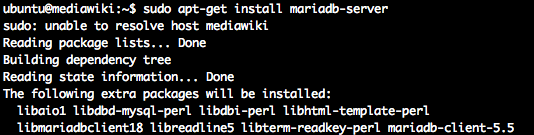 ubuntu@mediawiki:~$ sudo apt-get install mariadb-server
sudo: unable to resolve host mediawiki
Reading package lists... Done
Building dependency tree
Reading state information... Done
The following extra packages will be installed:
  libaio1 libdbd-mysql-perl libdbi-perl libhtml-template-perl
  libmariadbclient18 libreadline5 libterm-readkey-perl mariadb-client-5.5